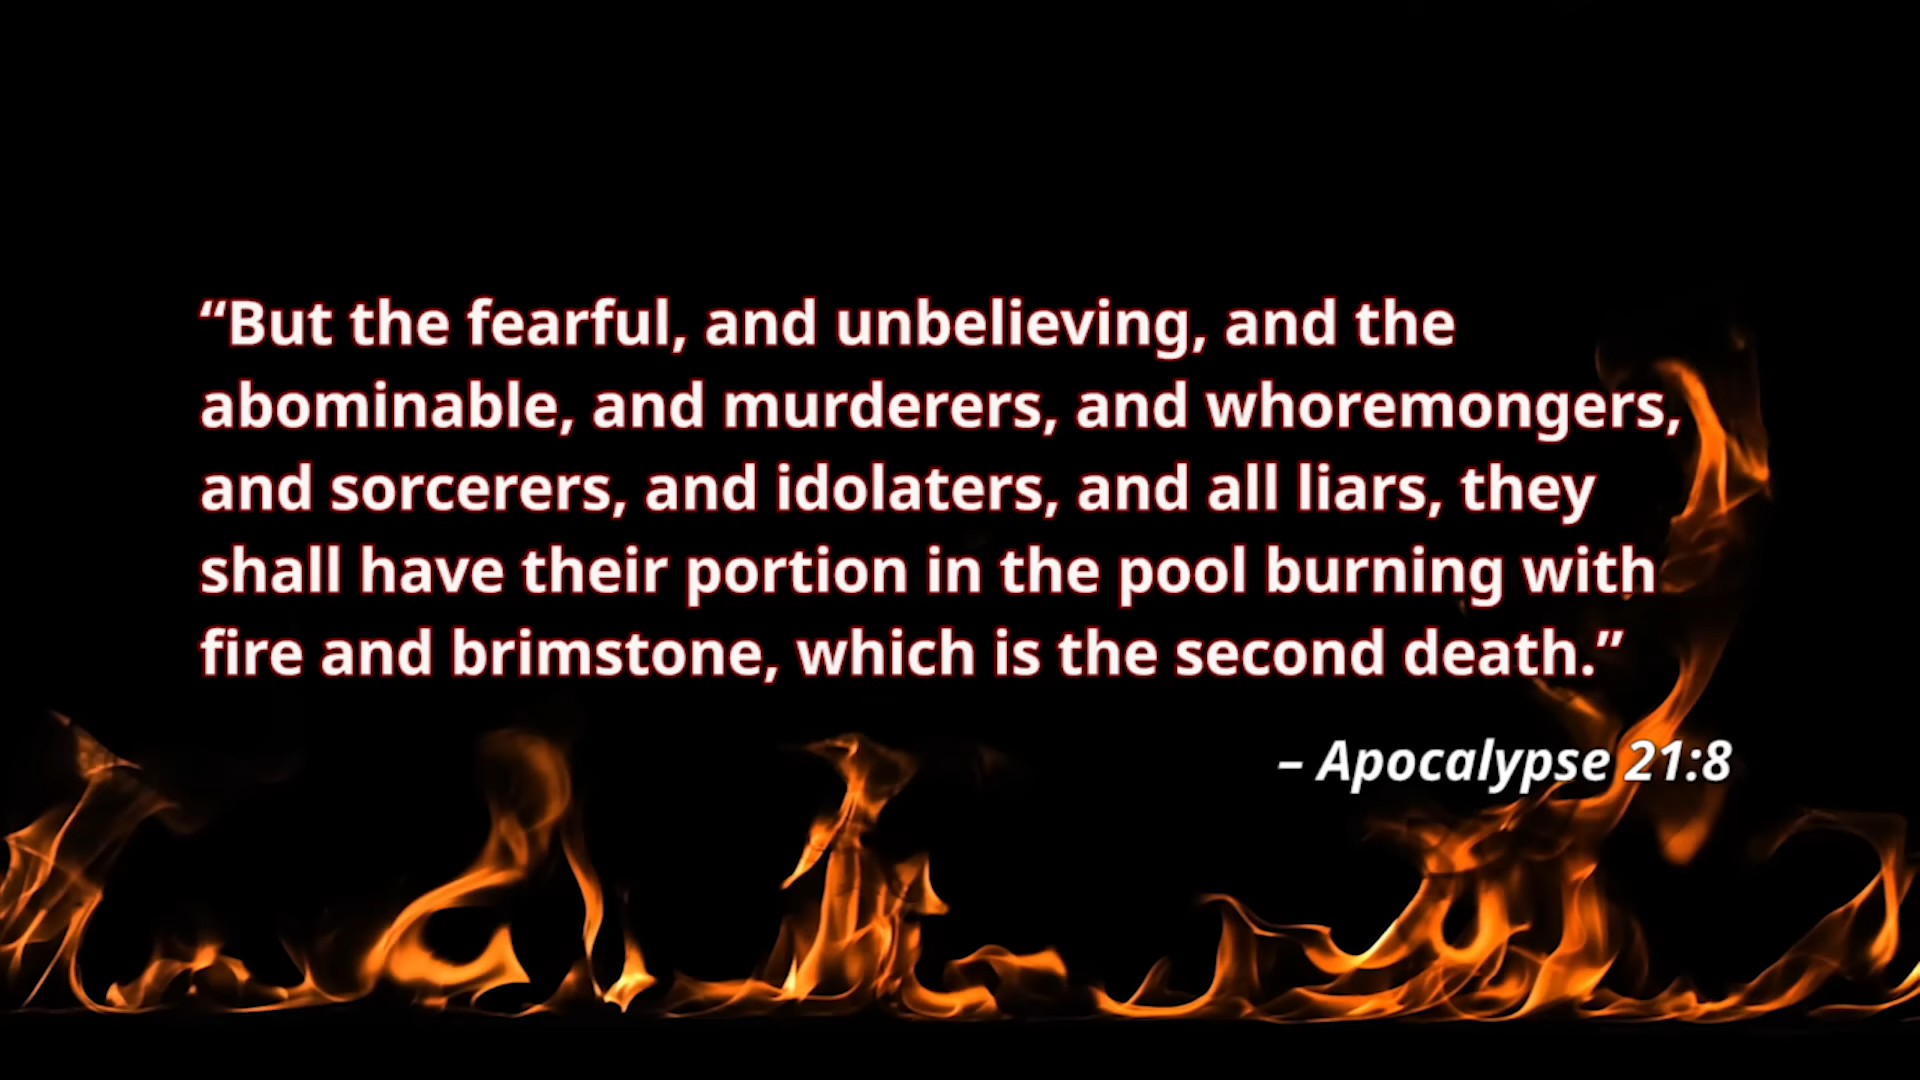 “But the fearful, and unbelieving, and the
abominable, and murderers, and whoremongers,
and sorcerers, and idolaters, and all liars, they
shall have their portion in the pool burning with
fire and brimstone, which is the second death.”
– Apocalypse 21:8